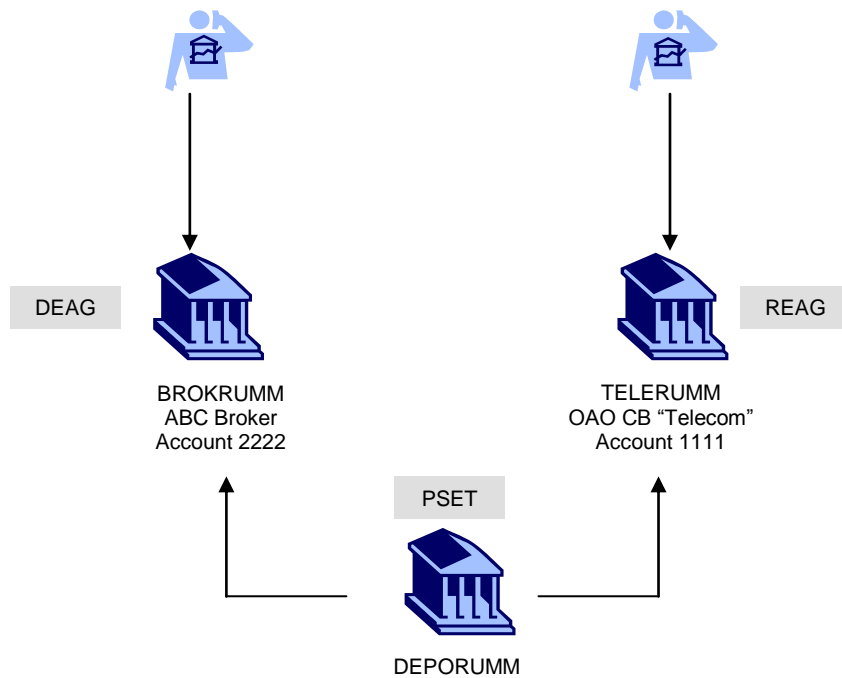 DEAG
REAG
BROKRUMM
ABC Broker
Account 2222
TELERUMM
OAO CB “Telecom”
Account 1111
PSET
DEPORUMM